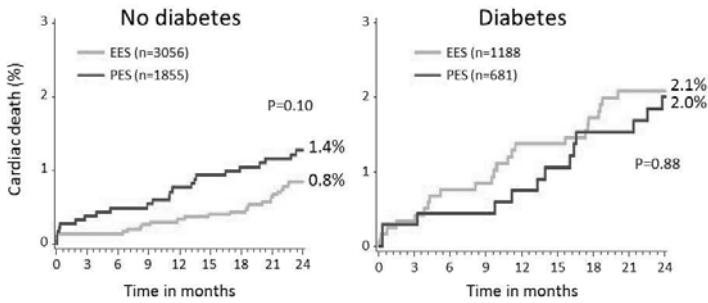 No diabetes
Cardiac death (%)
3
2
1
0
EES (n=3056)
PES (n=1855)
P=0.10
1.4%
0.8%
0 3 6 9 12 15 18 21 24
Time in months
Diabetes
3
2
1
0
EES (n=1188
PES (n=681)
2.1%
2.0%
P=0.88
0 3 6 9 12 15 18 21 24
Time in months